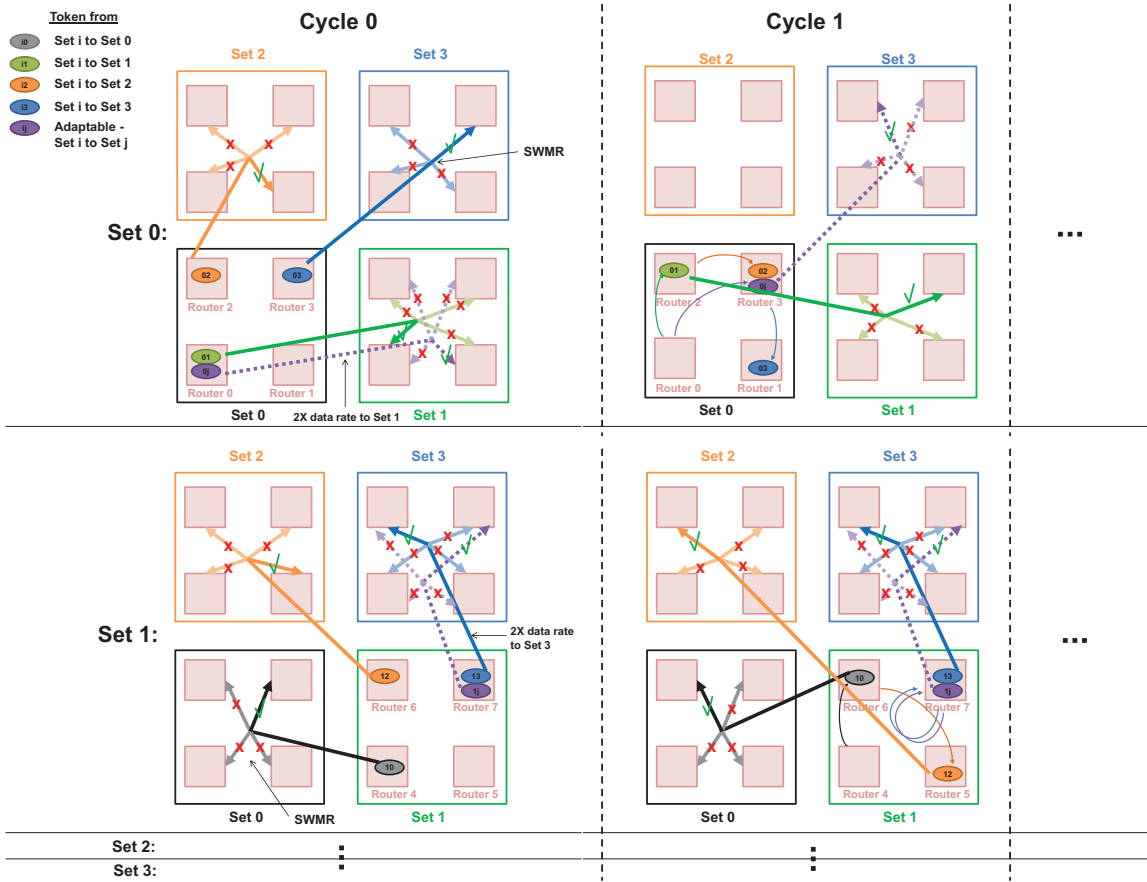 Token from
i0 Set i to Set 0
i1 Set i to Set 1
i2 Set i to Set 2
i3 Set i to Set 3
ij Adaptable -
Set i to Set j
Cycle 0
Cycle 1
Set 0:
Set 2
Set 3
X X X X
X X X
SWMR
02
03
Router 2
Router 3
01
0j
Router 0
Router 1
X X X X X X
2X data rate to Set 1
Set 0
Set 1
Set 2
Set 3
X X X
01
02
0j
Router 2
Router 3
03
Router 0
Router 1
X X X
Set 0
Set 1
...
Set 1:
Set 2
Set 3
X X X
X X X X X X
2X data rate
to Set 3
12
13
1j
Router 6
Router 7
10
Router 4
Router 5
X X X
SWMR
Set 0
Set 1
Set 2
Set 3
X X X
X X X X X X
10
13
1j
Router 6
Router 7
12
Router 4
Router 5
X X X
Set 0
Set 1
...
Set 2:
Set 3: